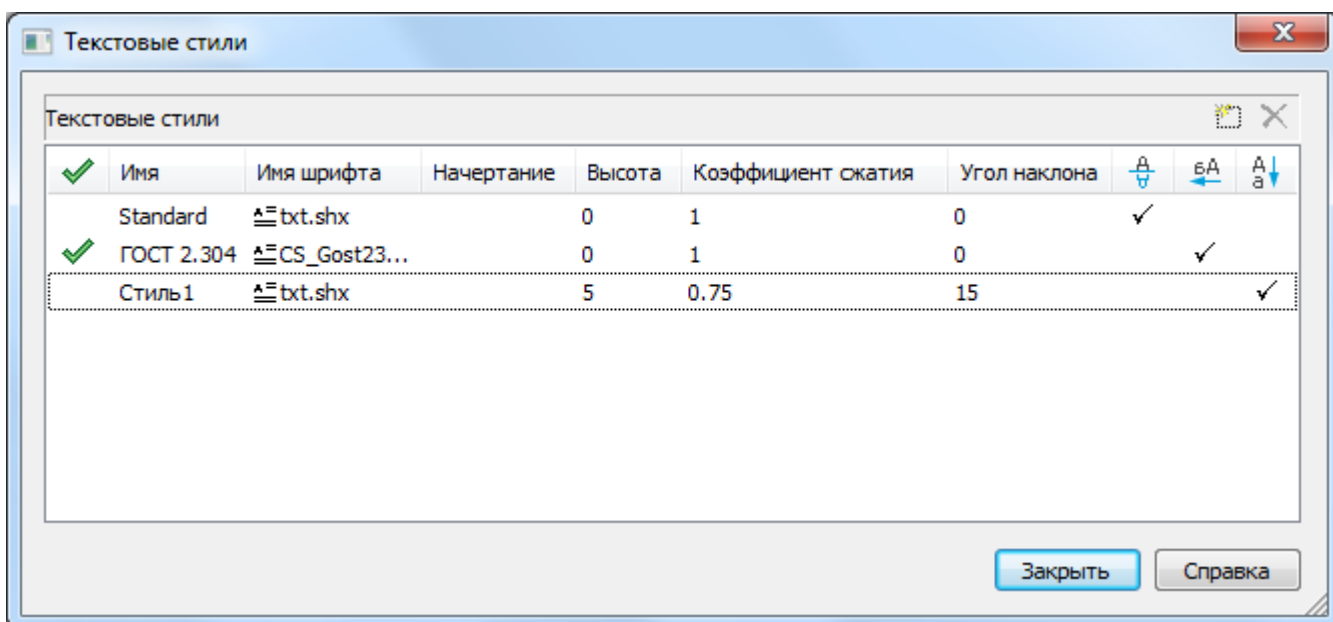 Текстовые стили
Текстовые стили
Имя Имя шрифта Начертание Высота Коэффициент сжатия Угол наклона
Standard txt.shx 0 1 0
ГОСТ 2.304 CS_Gost23... 0 1 0
Стиль1 txt.shx 5 0.75 15
Закрыть Справка